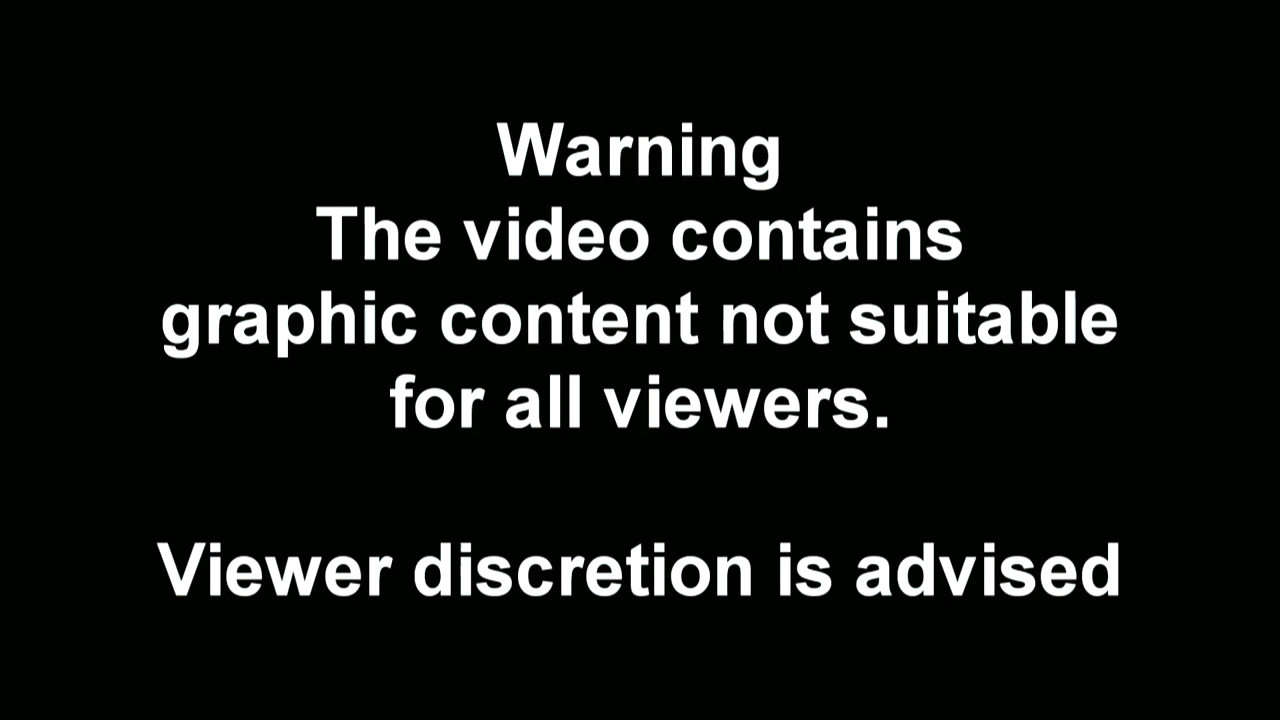 Warning
The video contains
graphic content not suitable
for all viewers.
Viewer discretion is advised